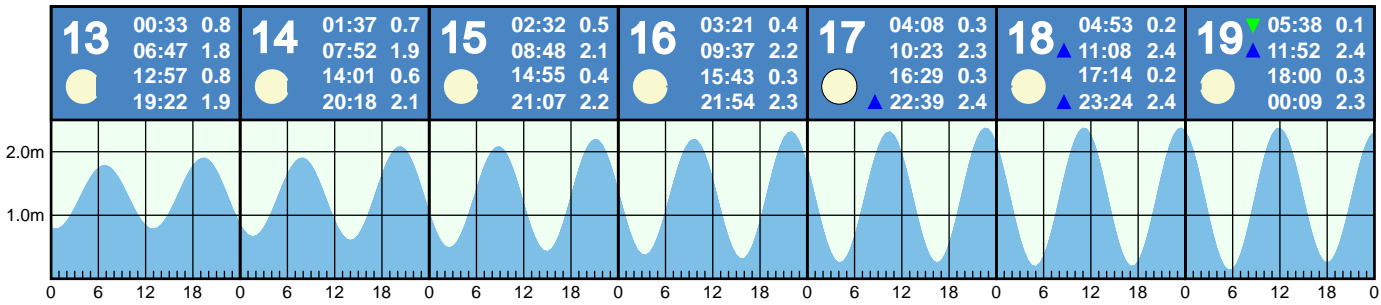 13 00:33 0.8
06:47 1.8
12:57 0.8
19:22 1.9
14 01:37 0.7
07:52 1.9
14:01 0.6
20:18 2.1
15 02:32 0.5
08:48 2.1
14:55 0.4
21:07 2.2
16 03:21 0.4
09:37 2.2
15:43 0.3
21:54 2.3
17 04:08 0.3
10:23 2.3
16:29 0.3
▲ 22:39 2.4
18 04:53 0.2
▲ 11:08 2.4
17:14 0.2
▲ 23:24 2.4
19 ▼ 05:38 0.1
▲ 11:52 2.4
18:00 0.3
00:09 2.3
2.0m
1.0m
0 6 12 18 0 6 12 18 0 6 12 18 0 6 12 18 0 6 12 18 0 6 12 18 0 6 12 18 0